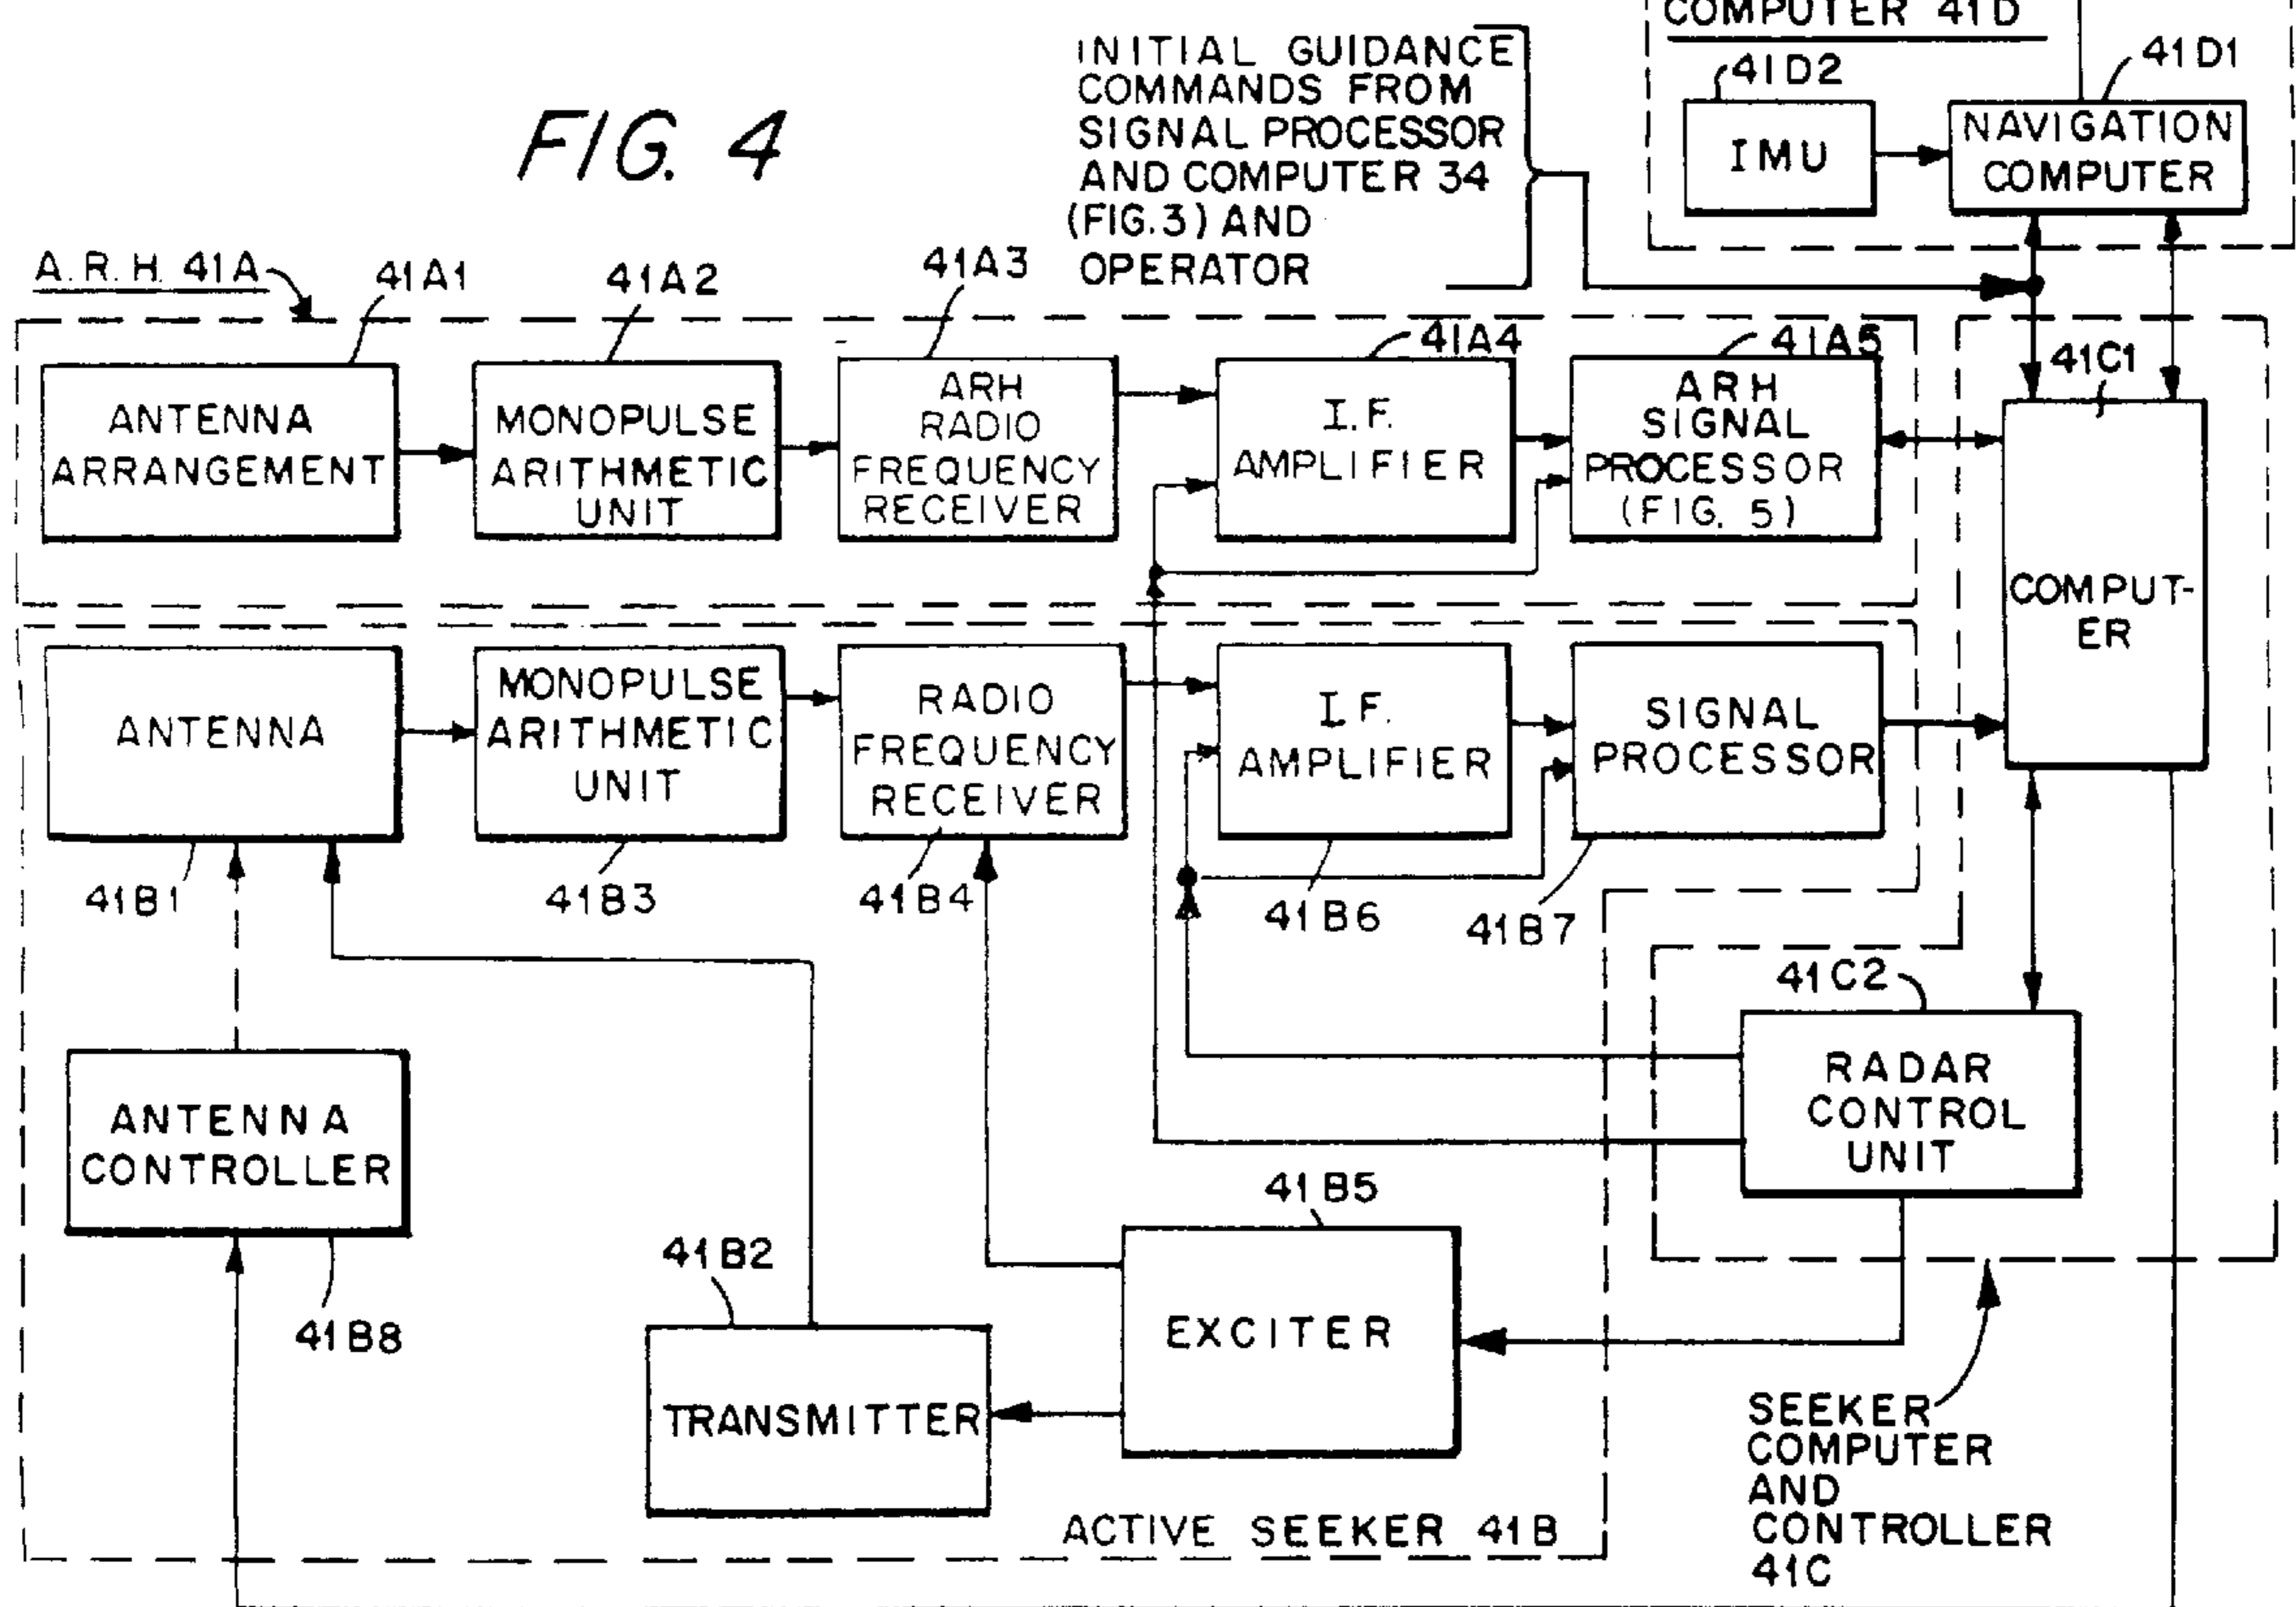 COMPUTER 41D
INITIAL GUIDANCE
COMMANDS FROM
SIGNAL PROCESSOR
AND COMPUTER 34
(FIG.3) AND
OPERATOR
FIG. 4
41D2
41D1
IMU
NAVIGATION
COMPUTER
A.R.H. 41A
41A1
41A2
41A3
41A4
41A5
41C1
ANTENNA
ARRANGEMENT
MONOPULSE
ARITHMETIC
UNIT
ARH
RADIO
FREQUENCY
RECEIVER
I.F.
AMPLIFIER
ARH
SIGNAL
PROCESSOR
(FIG. 5)
COMPUT-
ER
ANTENNA
MONOPULSE
ARITHMETIC
UNIT
RADIO
FREQUENCY
RECEIVER
I.F.
AMPLIFIER
SIGNAL
PROCESSOR
41B1
41B3
41B4
41B6
41B7
41C2
RADAR
CONTROL
UNIT
ANTENNA
CONTROLLER
41B8
41B2
TRANSMITTER
41B5
EXCITER
ACTIVE SEEKER 41B
SEEKER
COMPUTER
AND
CONTROLLER
41C